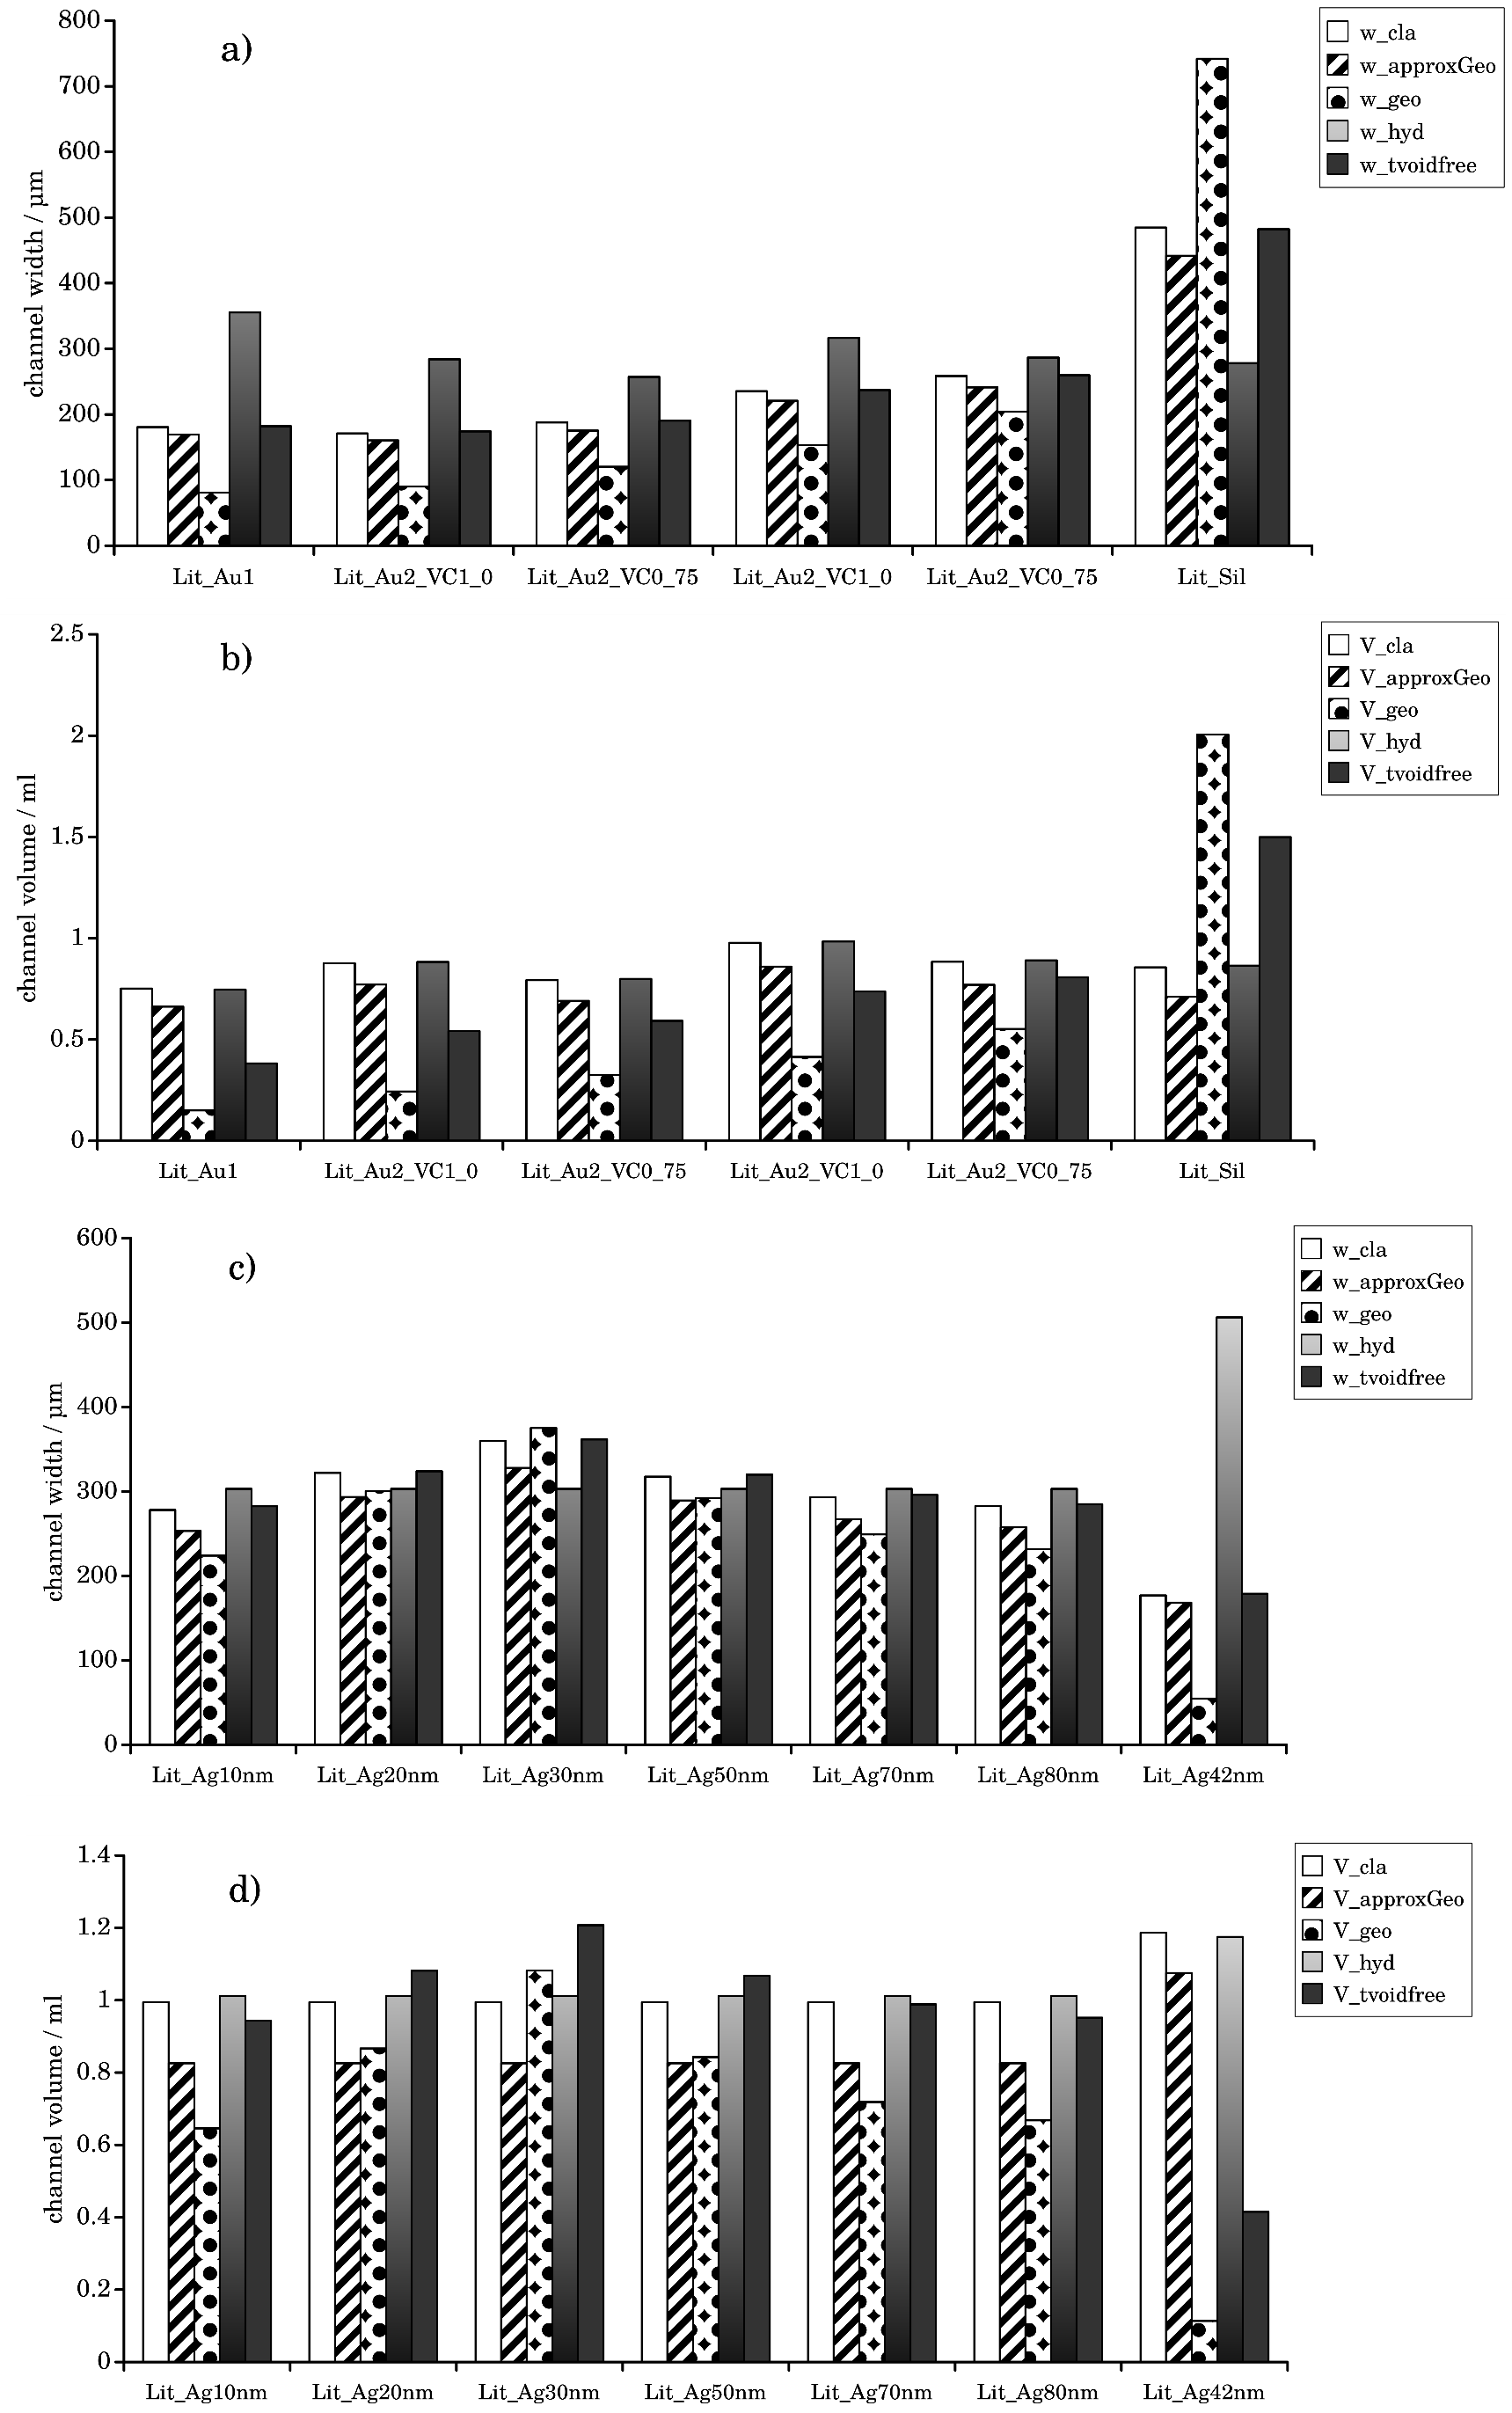 a)
channel width / µm
800
700
600
500
400
300
200
100
0
Lit_Au1 Lit_Au2_VC1_0 Lit_Au2_VC0_75 Lit_Au2_VC1_0 Lit_Au2_VC0_75 Lit_Sil
w_cla
w_approxGeo
w_geo
w_hyd
w_tvoidfree
b)
channel volume / ml
2.5
2
1.5
1
0.5
0
Lit_Au1 Lit_Au2_VC1_0 Lit_Au2_VC0_75 Lit_Au2_VC1_0 Lit_Au2_VC0_75 Lit_Sil
V_cla
V_approxGeo
V_geo
V_hyd
V_tvoidfree
c)
channel width / µm
600
500
400
300
200
100
0
Lit_Ag10nm Lit_Ag20nm Lit_Ag30nm Lit_Ag50nm Lit_Ag70nm Lit_Ag80nm Lit_Ag42nm
w_cla
w_approxGeo
w_geo
w_hyd
w_tvoidfree
d)
channel volume / ml
1.4
1.2
1
0.8
0.6
0.4
0.2
0
Lit_Ag10nm Lit_Ag20nm Lit_Ag30nm Lit_Ag50nm Lit_Ag70nm Lit_Ag80nm Lit_Ag42nm
V_cla
V_approxGeo
V_geo
V_hyd
V_tvoidfree